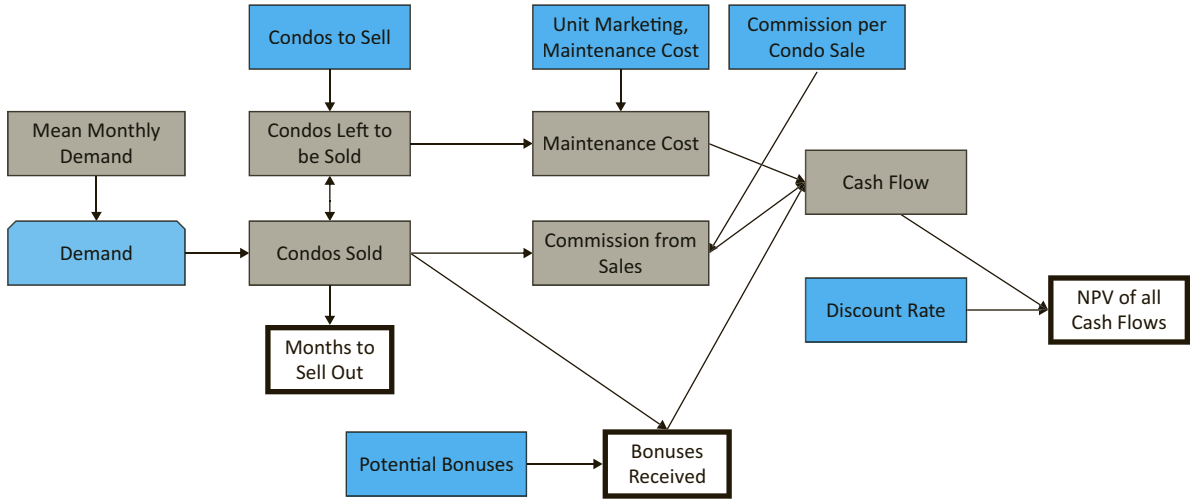 Condos to Sell
Unit Marketing,
Maintenance Cost
Commission per
Condo Sale
Mean Monthly
Demand
Condos Left to
be Sold
Maintenance Cost
Cash Flow
Demand
Condos Sold
Commission from
Sales
Discount Rate
NPV of all
Cash Flows
Months to
Sell Out
Potential Bonuses
Bonuses
Received